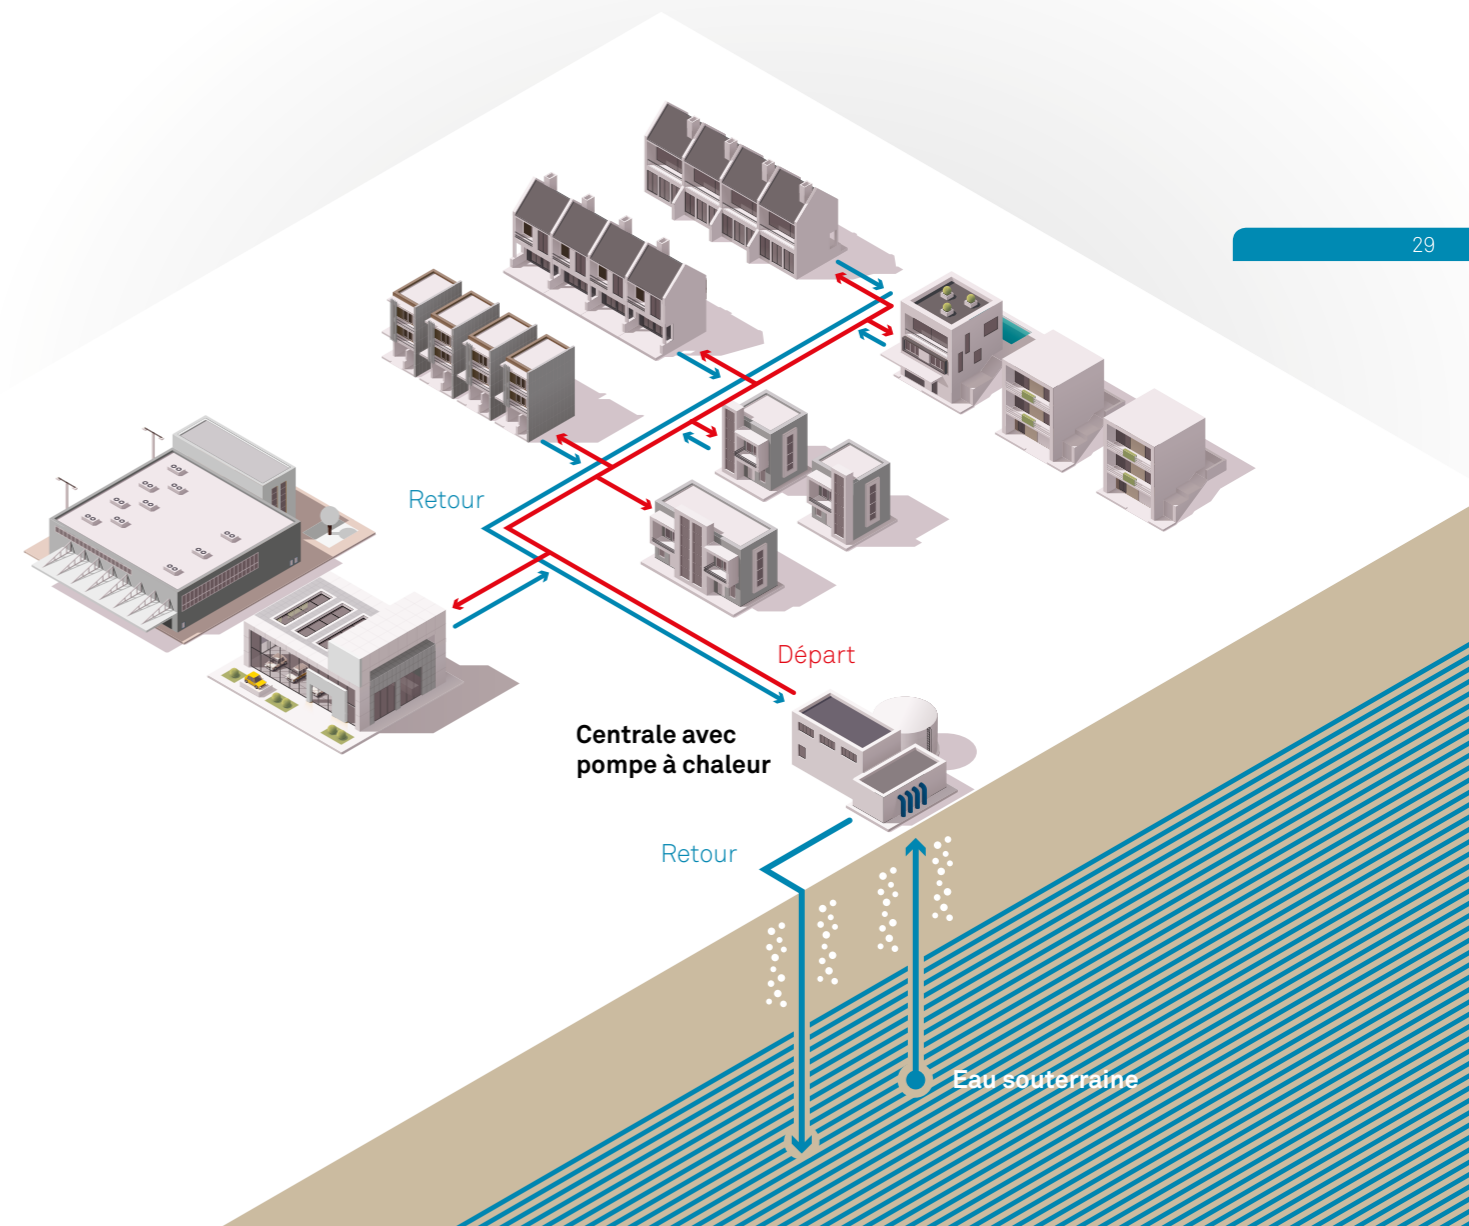 29
Retour
Départ
Centrale avec
pompe à chaleur
Retour
Eau souterraine